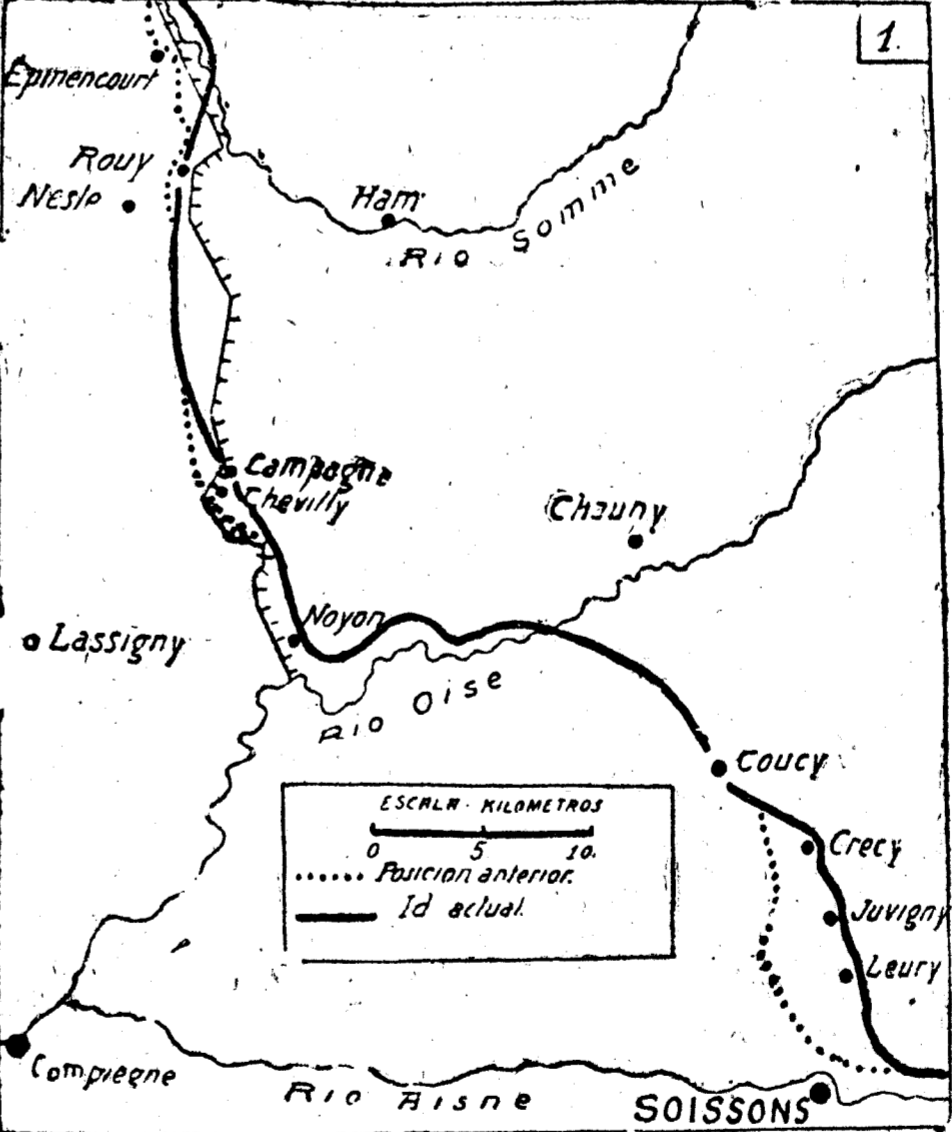 1.
Epinencourt
Rouy
Nesle
Ham
Rio Somme
Campagne
Chevilly
Chauny
Noyon
Lassigny
Rio Oise
Coucy
ESCALA - KILOMETROS
0 5 10.
Posicion anterior.
Id actual.
Crecy
Juvigny
Leury
Compiegne
Rio Aisne
SOISSONS